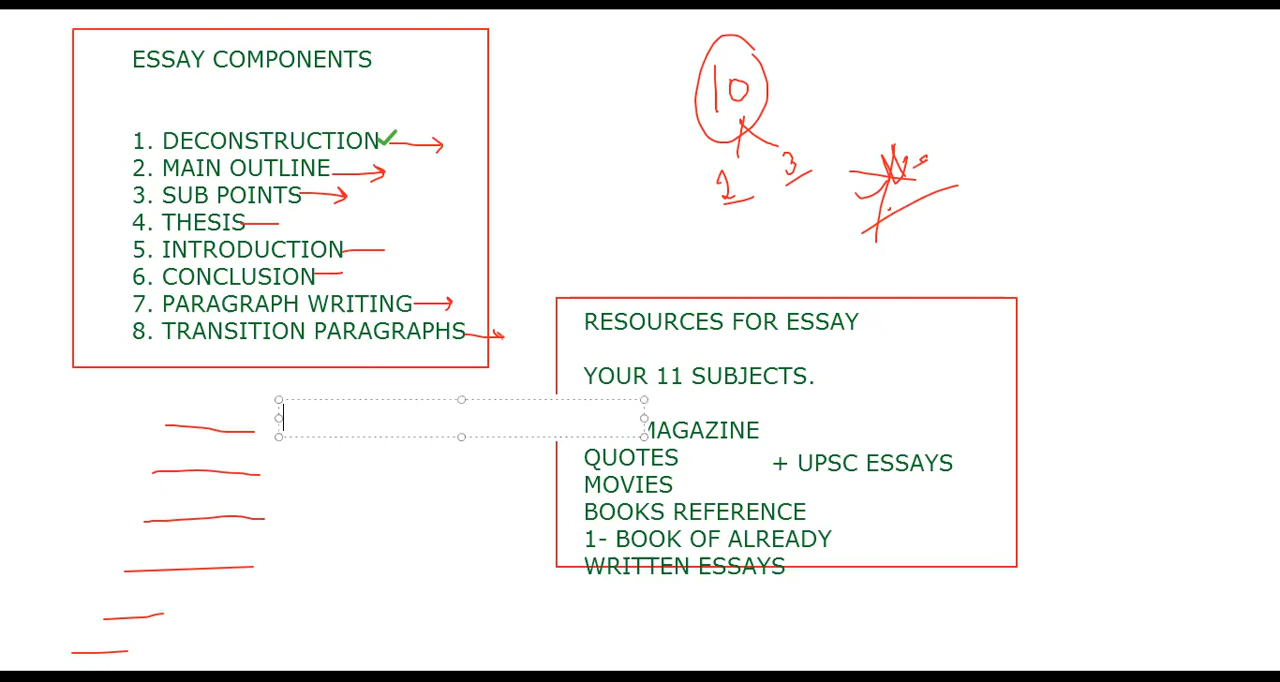 ESSAY COMPONENTS
1. DECONSTRUCTION
2. MAIN OUTLINE
3. SUB POINTS
4. THESIS
5. INTRODUCTION
6. CONCLUSION
7. PARAGRAPH WRITING
8. TRANSITION PARAGRAPHS
10
2
3
RESOURCES FOR ESSAY
YOUR 11 SUBJECTS.
MAGAZINE
QUOTES
+ UPSC ESSAYS
MOVIES
BOOKS REFERENCE
1- BOOK OF ALREADY
WRITTEN ESSAYS